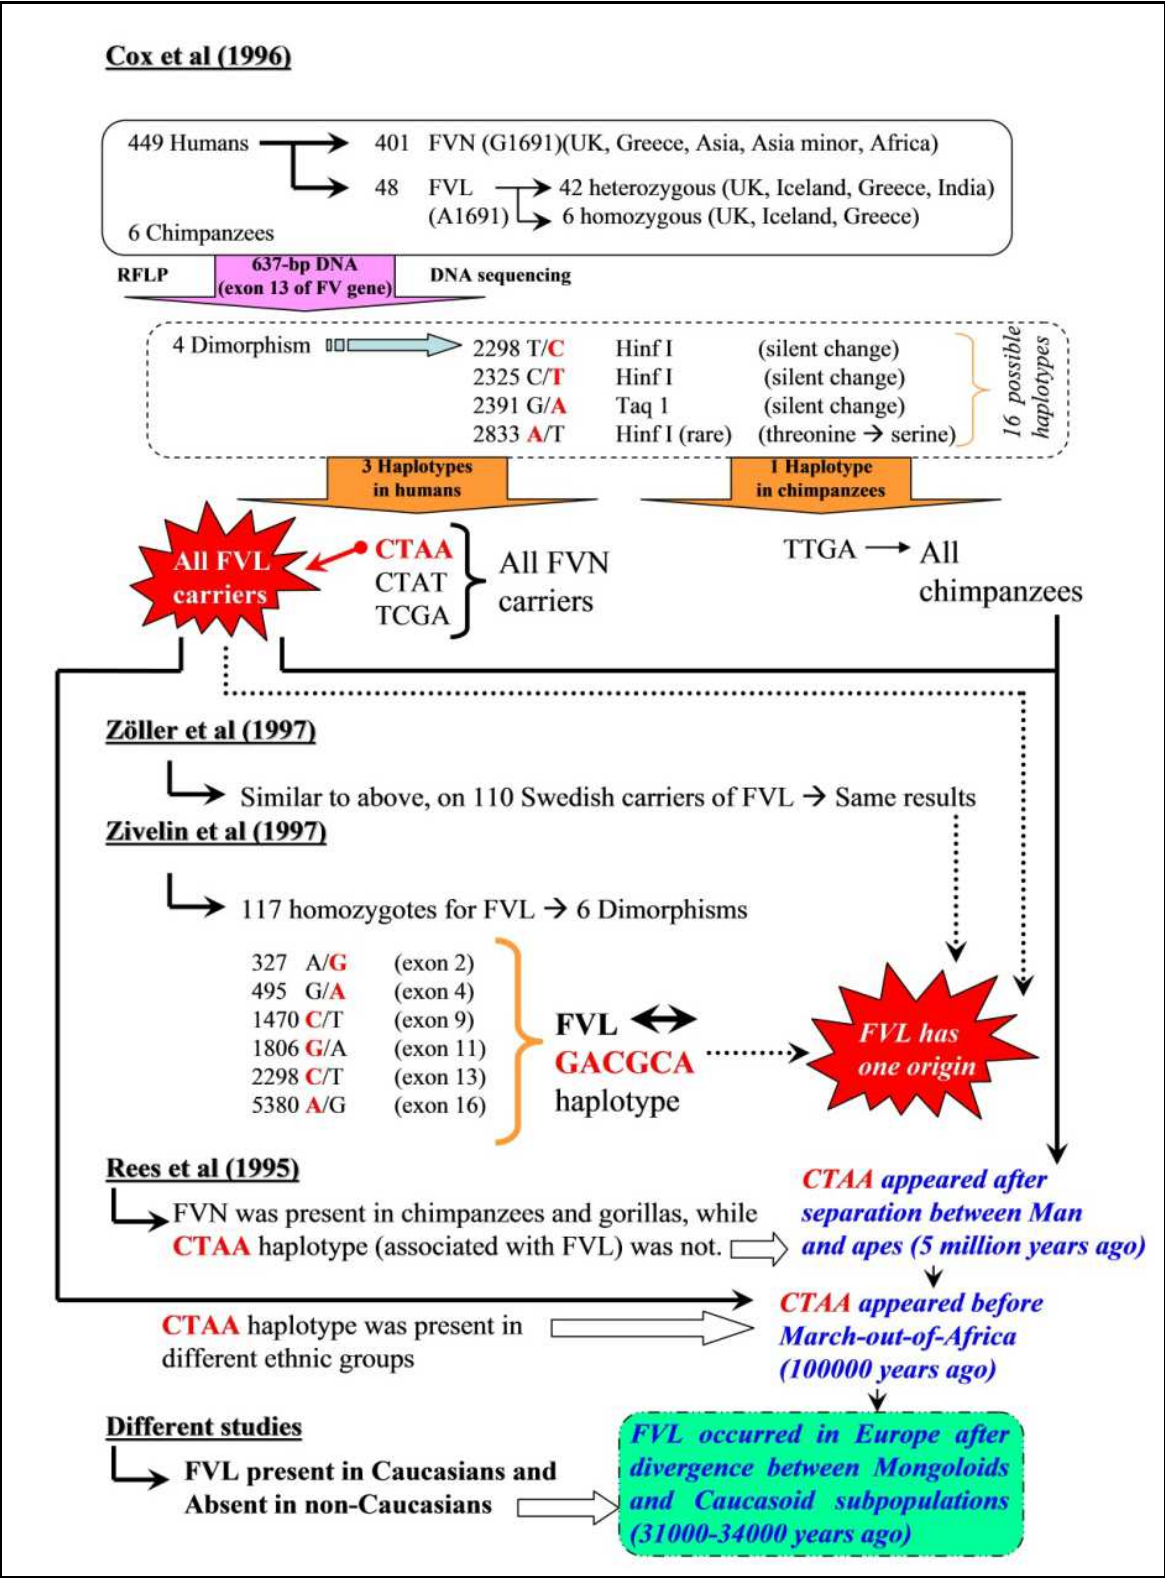 Cox et al (1996)
449 Humans
401 FVN (G1691)(UK, Greece, Asia, Asia minor, Africa)
48 FVL → 42 heterozygous (UK, Iceland, Greece, India)
(A1691) 6 homozygous (UK, Iceland, Greece)
6 Chimpanzees
RFLP
637-bp DNA
(exon 13 of FV gene)
DNA sequencing
4 Dimorphism
2298 T/C Hinf I (silent change)
2325 C/T Hinf I (silent change)
2391 G/A Taq 1 (silent change)
2833 A/T Hinf I (rare) (threonine → serine)
16 possible
haplotypes
3 Haplotypes
in humans
1 Haplotype
in chimpanzees
All FVL
carriers
CTAA
CTAT
TCGA
All FVN
carriers
TTGA → All
chimpanzees
Zöller et al (1997)
Similar to above, on 110 Swedish carriers of FVL → Same results
Zivelin et al (1997)
117 homozygotes for FVL → 6 Dimorphisms
327 A/G (exon 2)
495 G/A (exon 4)
1470 C/T (exon 9)
1806 G/A (exon 11)
2298 C/T (exon 13)
5380 A/G (exon 16)
FVL
GACGCA
haplotype
FVL has
one origin
Rees et al (1995)
FVN was present in chimpanzees and gorillas, while
CTAA haplotype (associated with FVL) was not.
CTAA appeared after
separation between Man
and apes (5 million years ago)
CTAA haplotype was present in
different ethnic groups
CTAA appeared before
March-out-of-Africa
(100000 years ago)
Different studies
FVL present in Caucasians and
Absent in non-Caucasians
FVL occurred in Europe after
divergence between Mongoloids
and Caucasoid subpopulations
(31000-34000 years ago)